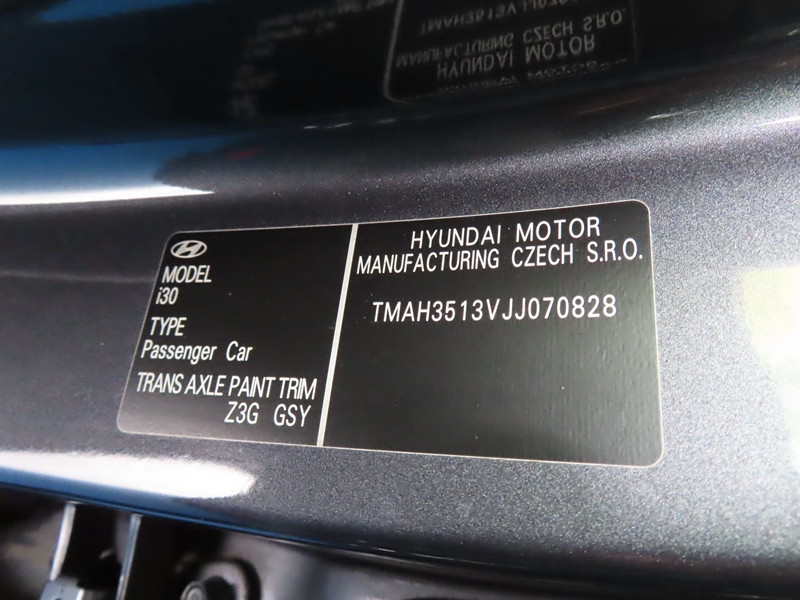 MODEL
i30
TYPE
Passenger Car
TRANS AXLE PAINT TRIM
Z3G GSY
HYUNDAI MOTOR
MANUFACTURING CZECH S.R.O.
TMAH3513VJJ070828